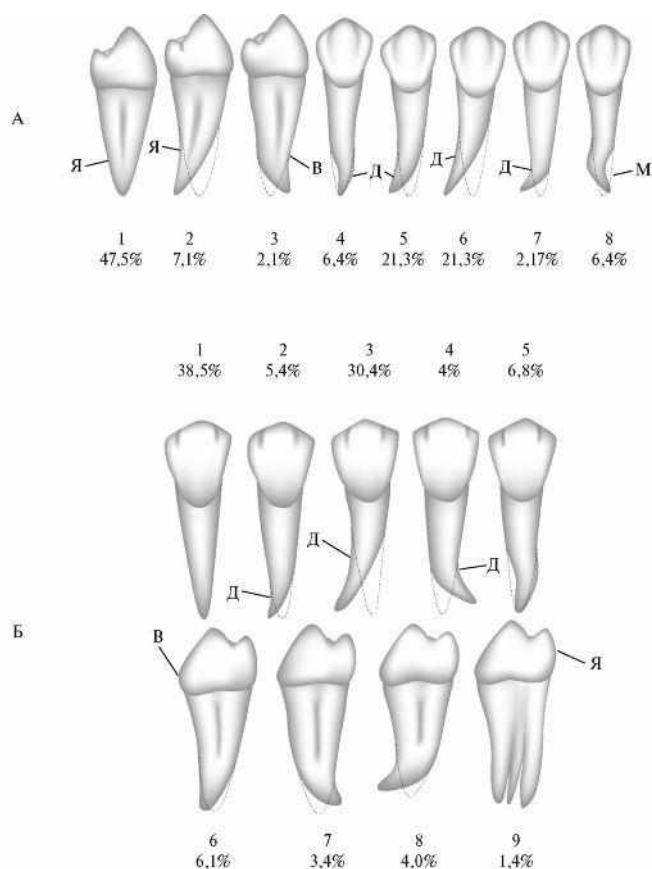 А
Я Я В Д Д Д М
1 2 3 4 5 6 7 8
47,5% 7,1% 2,1% 6,4% 21,3% 21,3% 2,17% 6,4%
1 2 3 4 5
38,5% 5,4% 30,4% 4% 6,8%
Д Д Д
Б
В Я
6 7 8 9
6,1% 3,4% 4,0% 1,4%